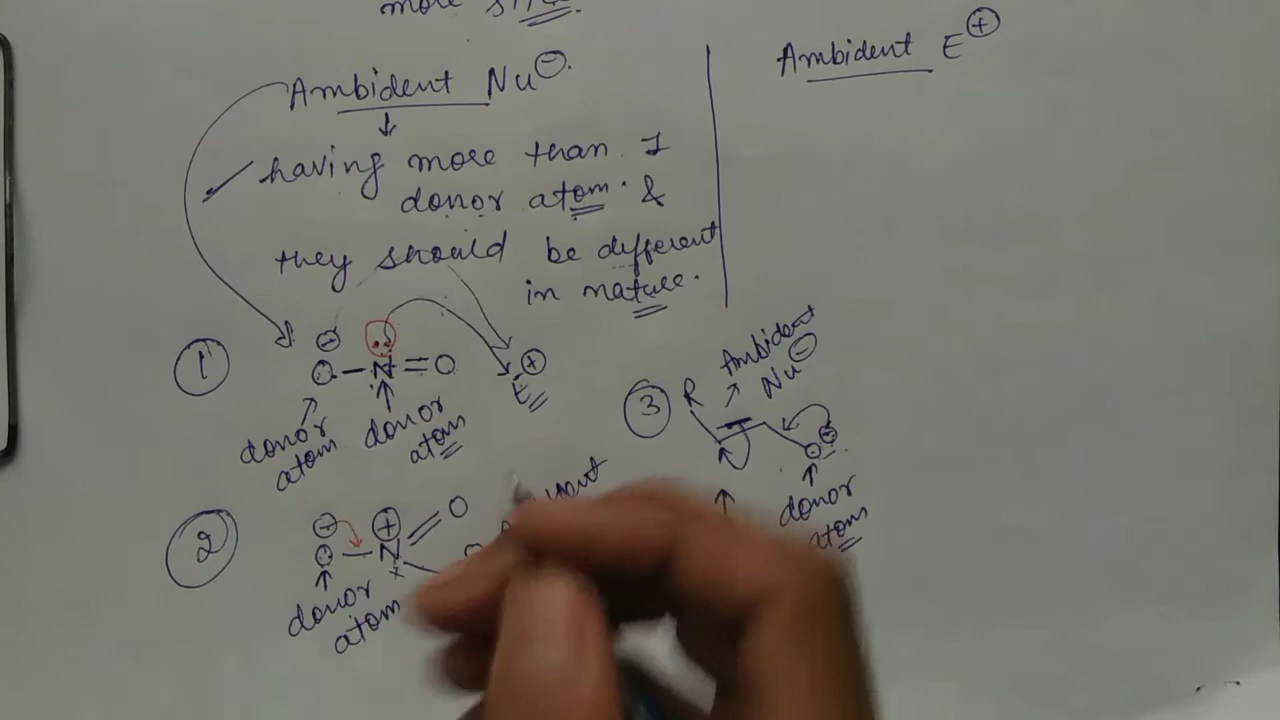 more
Ambident Nu⊖.
having more than 1
donor atom. &
they should be different
in nature.
1
⊖
O–N̈=O
donor
atom
donor
atom
E⊕
2
⊖ ⊕
O–N
O
O
donor
atom
x
3
R
Ambident
Nu⊖
O⊖
donor
atom
Ambident E⊕